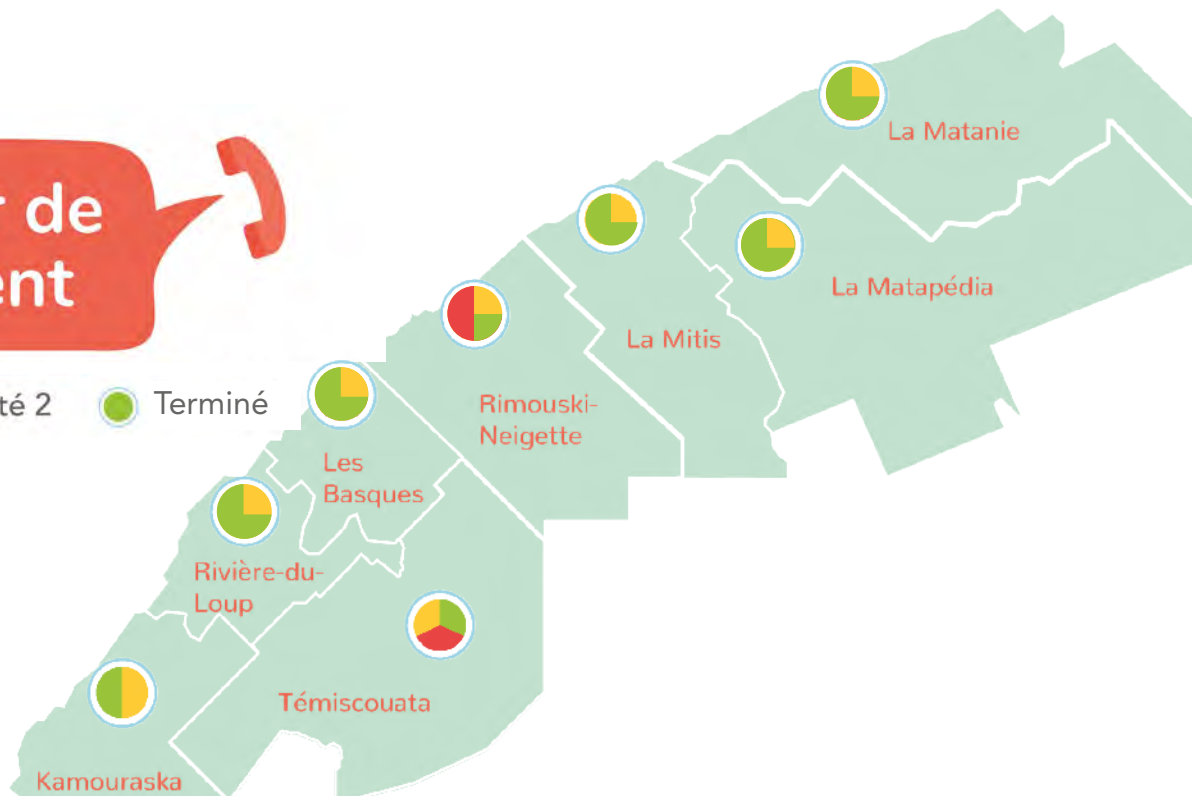 La Matanie
r de
ent
La Matapédia
La Mitis
té 2
Terminé
Rimouski-
Neigette
Les
Basques
Rivière-du-
Loup
Témiscouata
Kamouraska